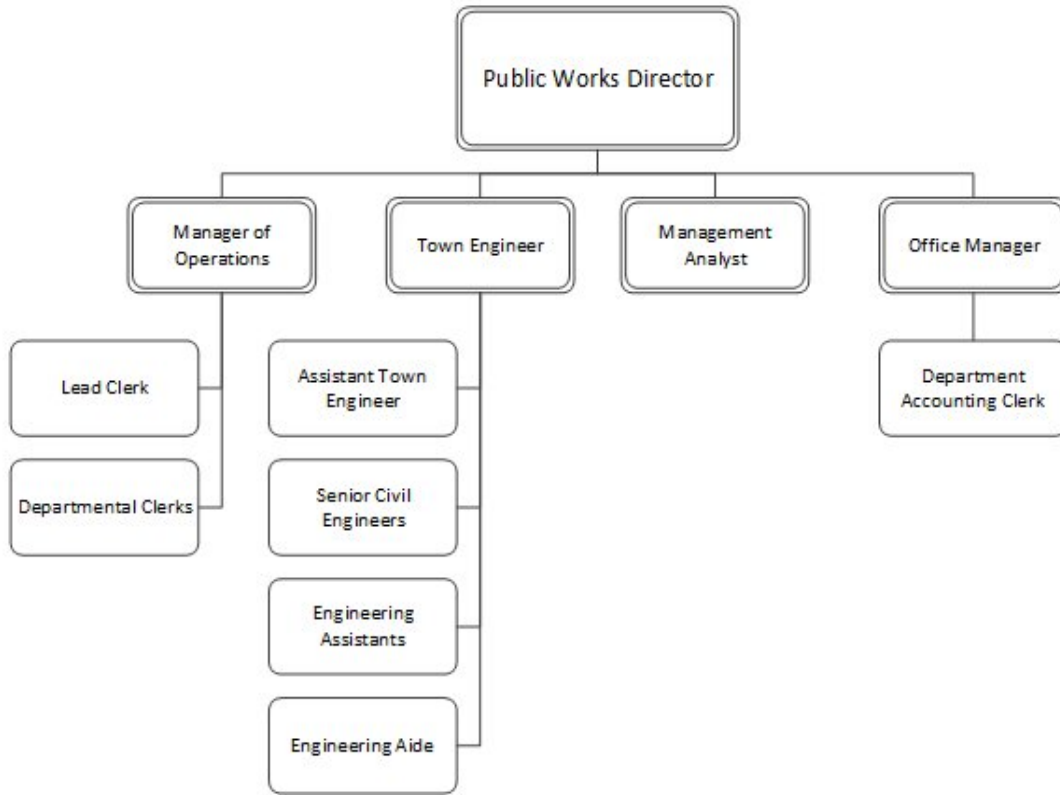 Public Works Director
Manager of
Operations
Town Engineer
Management
Analyst
Office Manager
Lead Clerk
Assistant Town
Engineer
Department
Accounting Clerk
Departmental Clerks
Senior Civil
Engineers
Engineering
Assistants
Engineering Aide